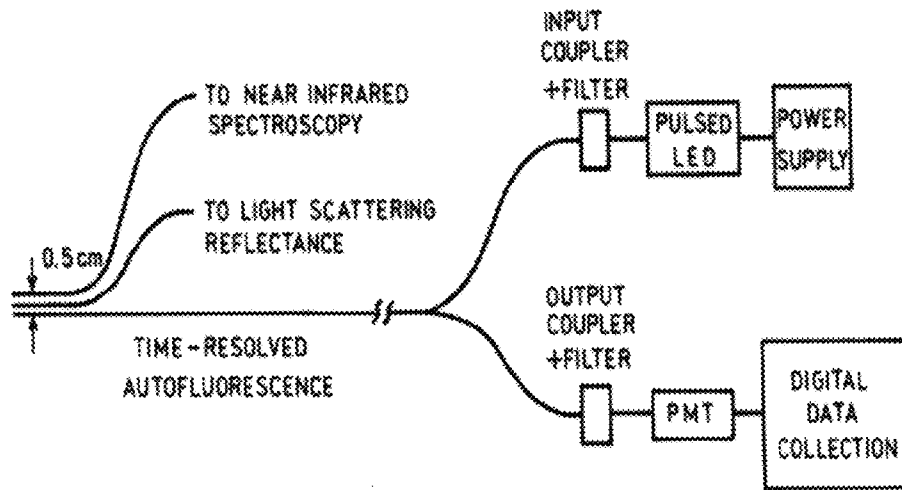 INPUT
COUPLER
+FILTER
TO NEAR INFRARED
SPECTROSCOPY
PULSED
LED
POWER
SUPPLY
TO LIGHT SCATTERING
REFLECTANCE
0.5 cm
OUTPUT
COUPLER
+FILTER
TIME-RESOLVED
AUTOFLUORESCENCE
PMT
DIGITAL
DATA
COLLECTION